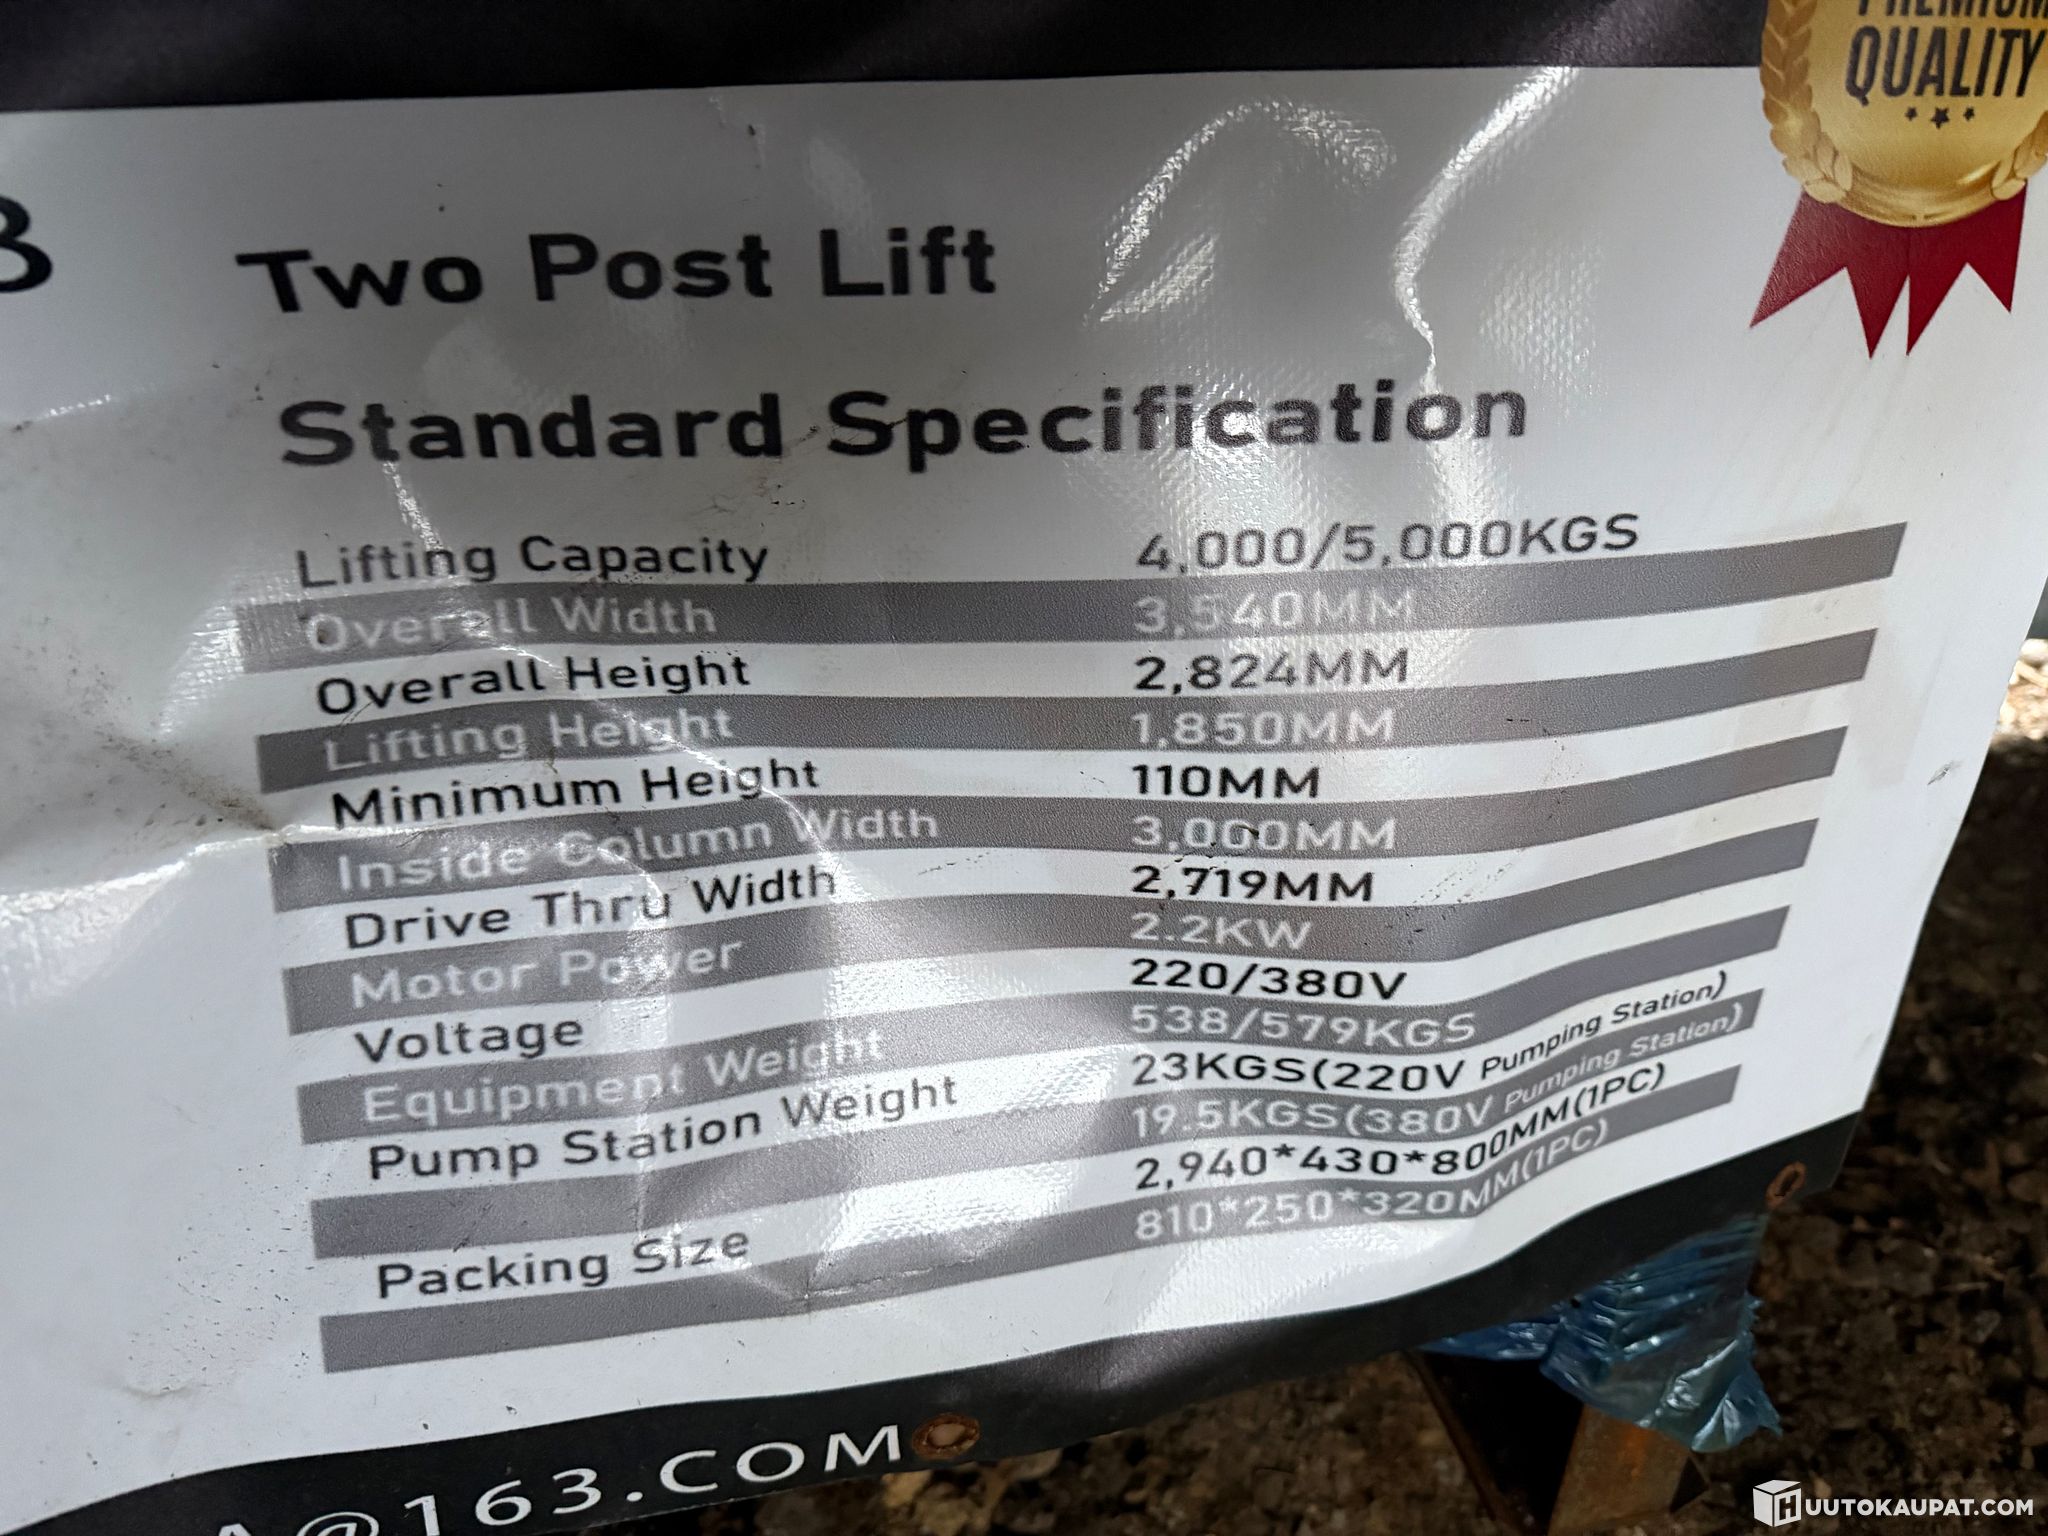 PREMIUM
QUALITY
Two Post Lift
Standard Specification
Lifting Capacity 4,000/5,000KGS
Overall Width 3,540MM
Overall Height 2,824MM
Lifting Height 1,850MM
Minimum Height 110MM
Inside Column Width 3,000MM
Drive Thru Width 2,719MM
Motor Power 2.2KW
Voltage 220/380V
Equipment Weight 538/579KGS
Pump Station Weight 23KGS(220V Pumping Station)
19.5KGS(380V Pumping Station)
Packing Size 2,940*430*800MM(1PC)
810*250*320MM(1PC)
A@163.COM
HUUTOKAUPAT.COM